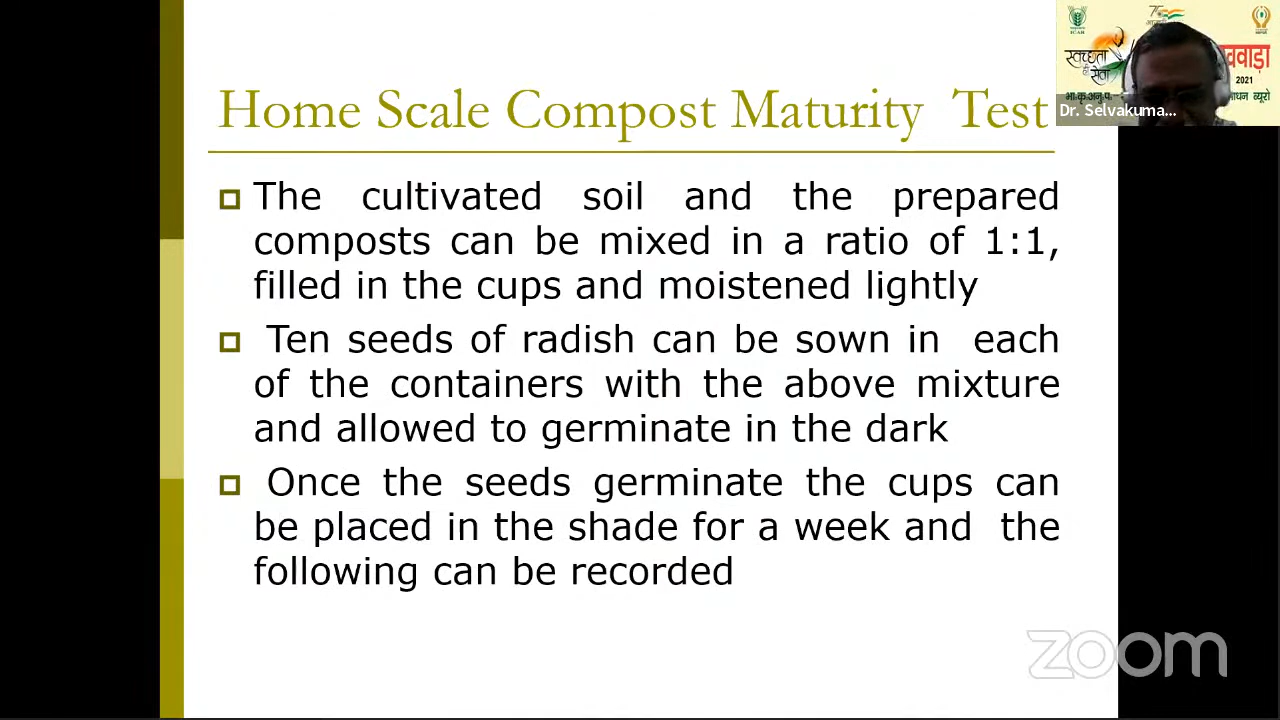 Home Scale Compost Maturity Test
The cultivated soil and the prepared
composts can be mixed in a ratio of 1:1,
filled in the cups and moistened lightly
Ten seeds of radish can be sown in each
of the containers with the above mixture
and allowed to germinate in the dark
Once the seeds germinate the cups can
be placed in the shade for a week and the
following can be recorded
ICAR
स्वच्छता
ही
सेवा
2021
भा.कृ.अनु.प.
ब्यूरो
Dr. Selvakuma...
zoom